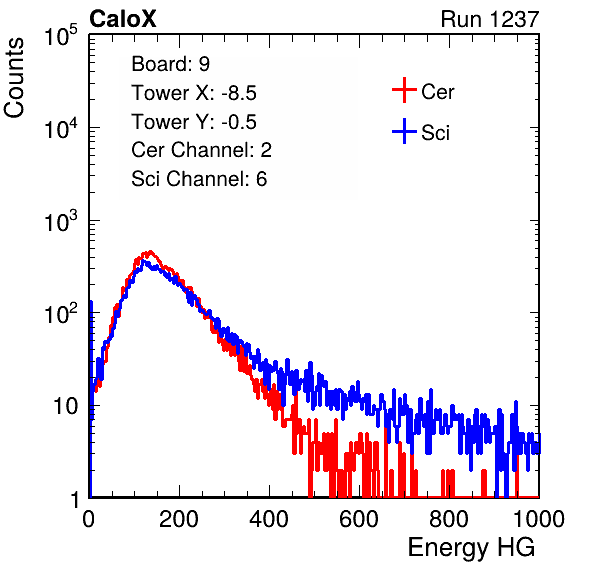 CaloX Run 1237
Counts
Board: 9
Tower X: -8.5
Tower Y: -0.5
Cer Channel: 2
Sci Channel: 6
Cer
Sci
10^5
10^4
10^3
10^2
10
1
0 200 400 600 800 1000
Energy HG